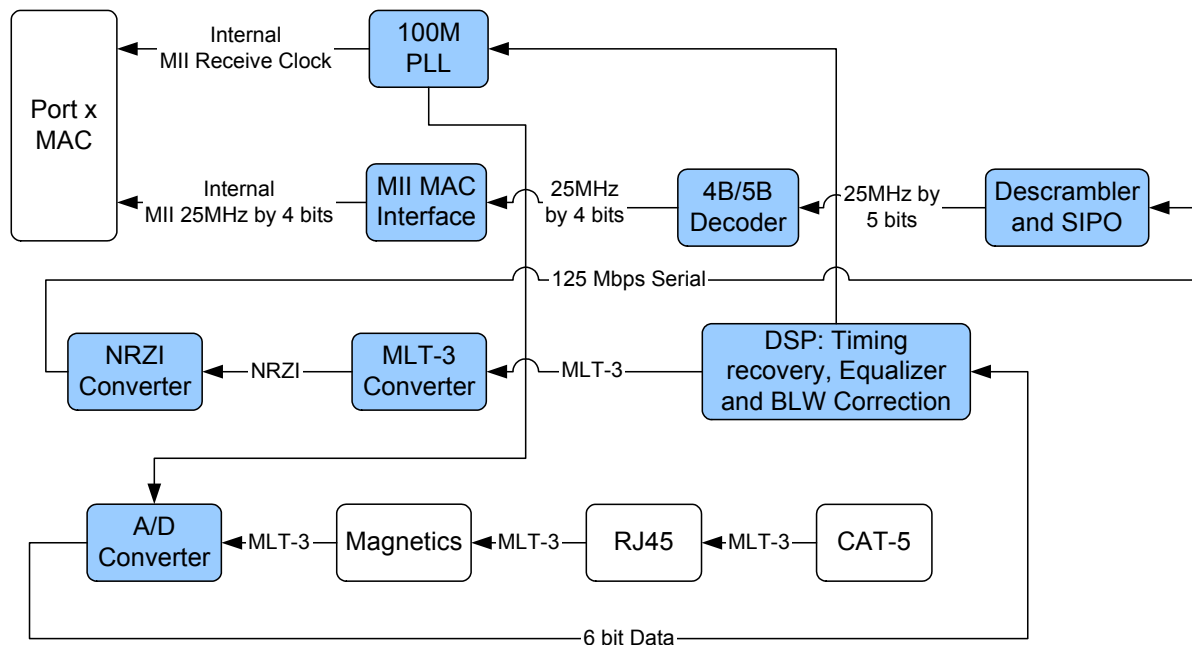 Internal
MII Receive Clock
100M
PLL
Port x
MAC
Internal
MII 25MHz by 4 bits
MII MAC
Interface
25MHz
by 4 bits
4B/5B
Decoder
25MHz by
5 bits
Descrambler
and SIPO
125 Mbps Serial
NRZI
Converter
NRZI
MLT-3
Converter
MLT-3
DSP: Timing
recovery, Equalizer
and BLW Correction
A/D
Converter
MLT-3
Magnetics
MLT-3
RJ45
MLT-3
CAT-5
6 bit Data